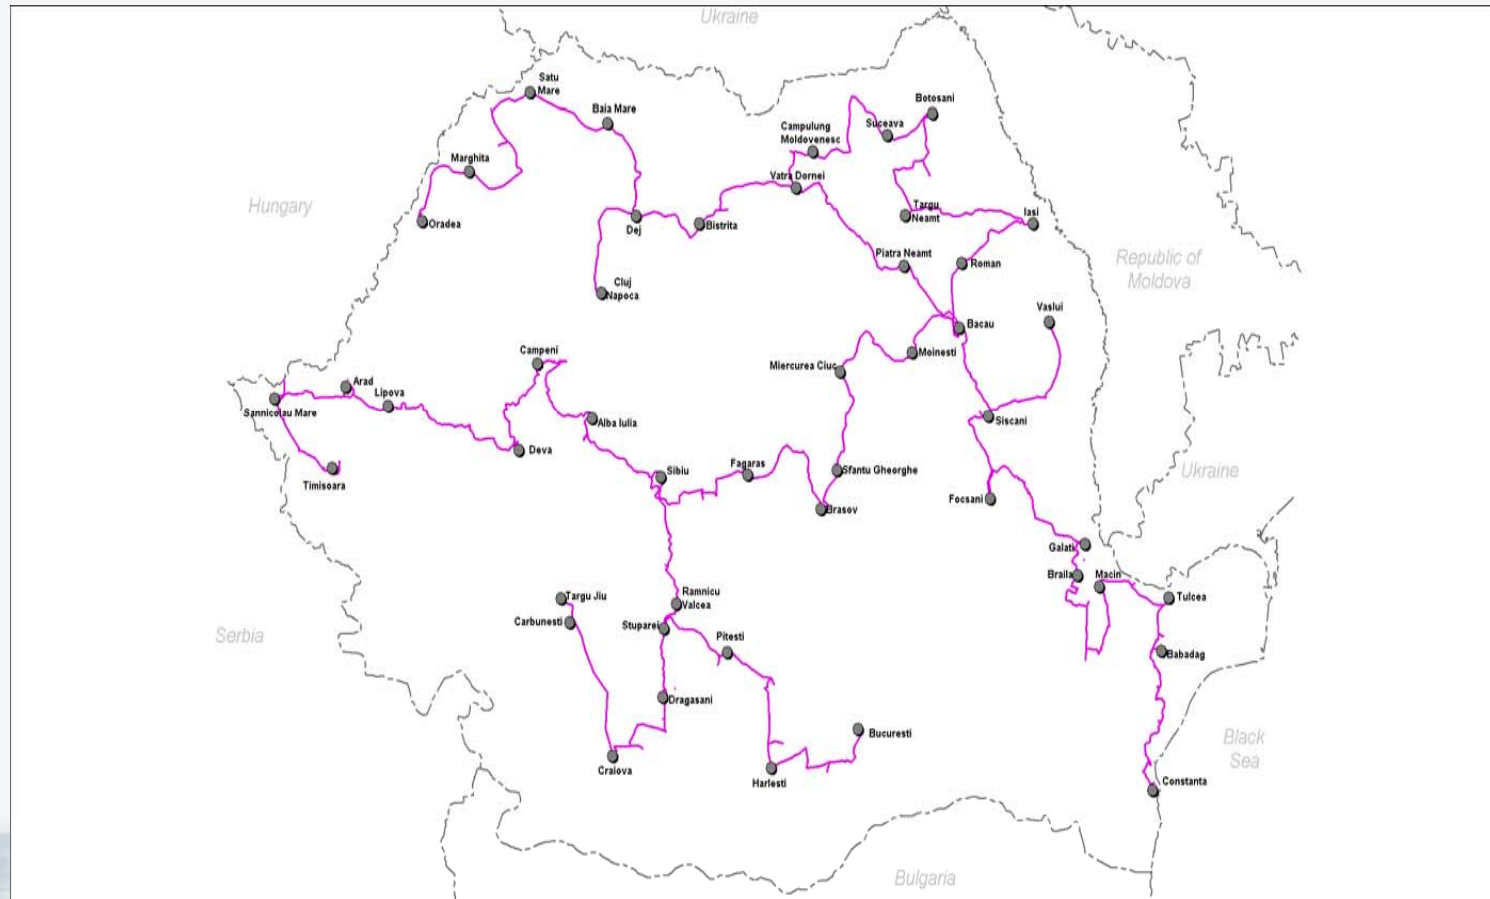 Ukraine
Satu
Mare
Baia Mare
Botosani
Suceava
Campulung
Moldovenesc
Marghita
Vatra Dornei
Hungary
Oradea
Dej
Bistrita
Targu
Neamt
Iasi
Piatra Neamt
Roman
Republic of
Moldova
Cluj
Napoca
Vaslui
Bacau
Campeni
Moinesti
Miercurea Ciuc
Arad
Lipova
Sannicolau Mare
Alba Iulia
Siscani
Deva
Timisoara
Sibiu
Fagaras
Sfantu Gheorghe
Ukraine
Focsani
Brasov
Galati
Braila
Macin
Tulcea
Targu Jiu
Ramnicu
Valcea
Carbunesti
Stuparei
Pitesti
Serbia
Babadag
Dragasani
Bucuresti
Black
Sea
Craiova
Harlesti
Constanta
Bulgaria